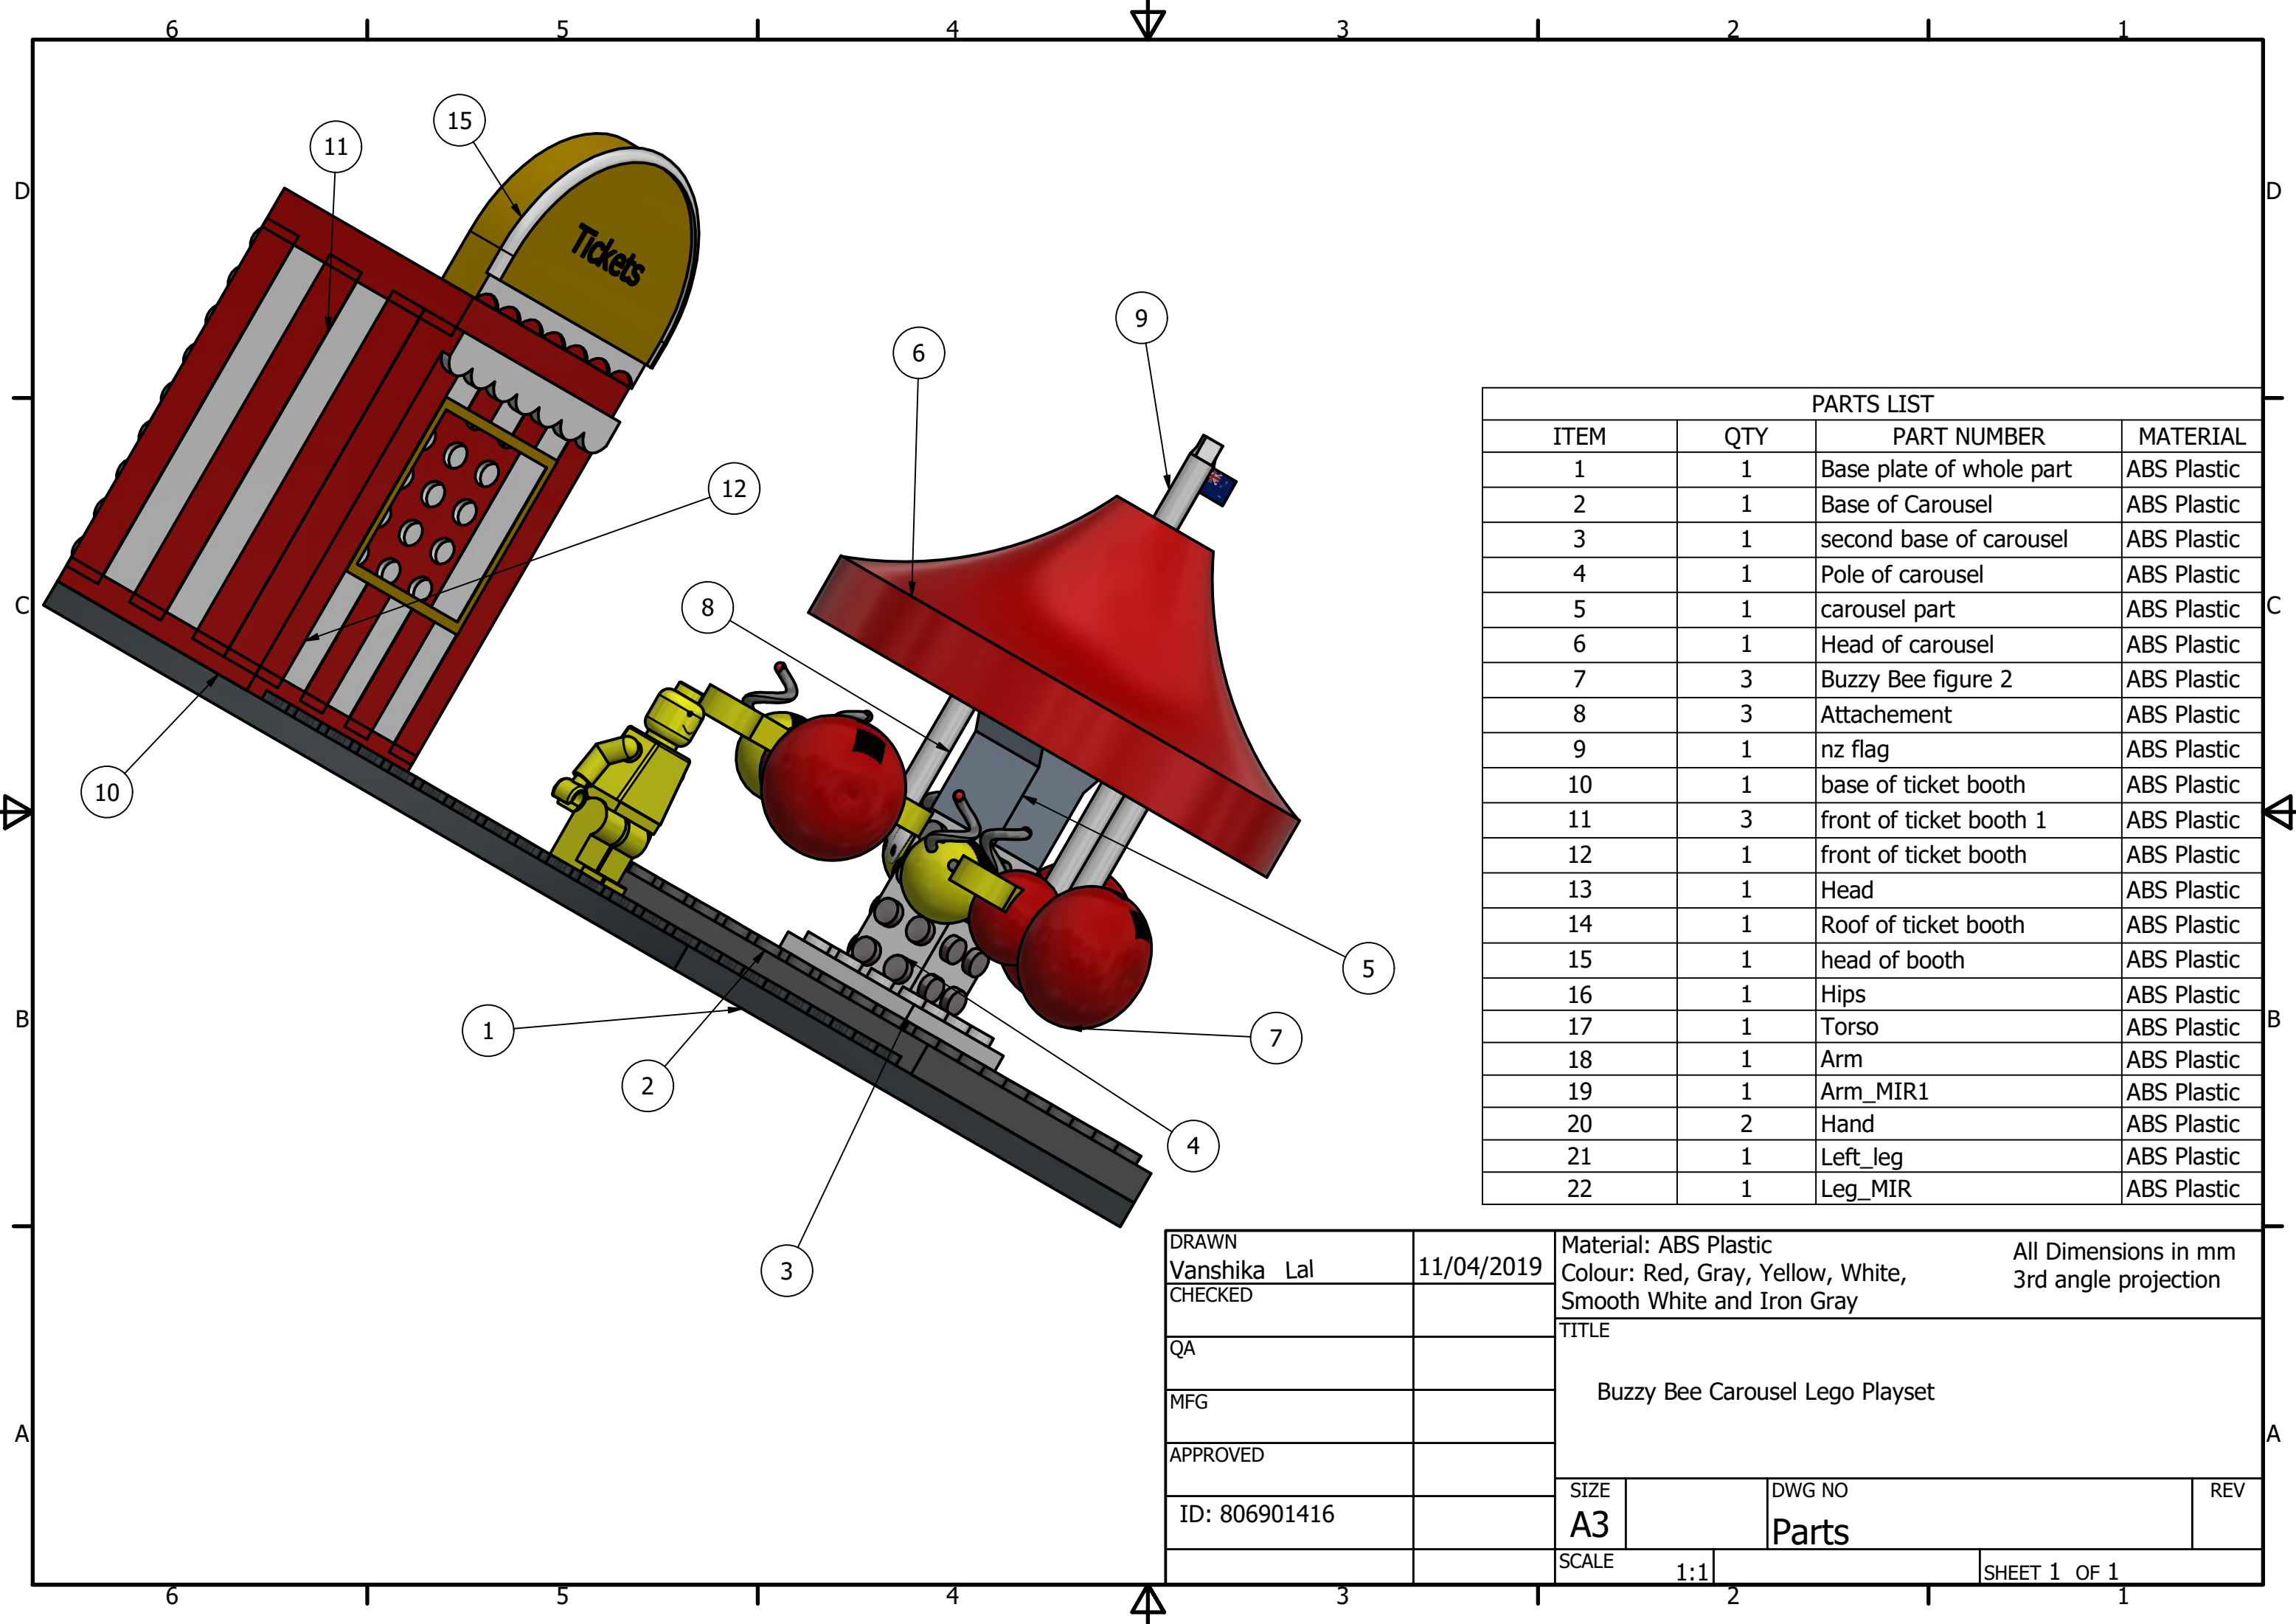 6 5 4 3 2 1
D D
C C
B B
A A
15
11
Tickets
9
6
12
8
10
5
1
7
2
4
3
PARTS LIST
ITEM QTY PART NUMBER MATERIAL
1 1 Base plate of whole part ABS Plastic
2 1 Base of Carousel ABS Plastic
3 1 second base of carousel ABS Plastic
4 1 Pole of carousel ABS Plastic
5 1 carousel part ABS Plastic
6 1 Head of carousel ABS Plastic
7 3 Buzzy Bee figure 2 ABS Plastic
8 3 Attachement ABS Plastic
9 1 nz flag ABS Plastic
10 1 base of ticket booth ABS Plastic
11 3 front of ticket booth 1 ABS Plastic
12 1 front of ticket booth ABS Plastic
13 1 Head ABS Plastic
14 1 Roof of ticket booth ABS Plastic
15 1 head of booth ABS Plastic
16 1 Hips ABS Plastic
17 1 Torso ABS Plastic
18 1 Arm ABS Plastic
19 1 Arm_MIR1 ABS Plastic
20 2 Hand ABS Plastic
21 1 Left_leg ABS Plastic
22 1 Leg_MIR ABS Plastic
DRAWN
Vanshika Lal 11/04/2019
CHECKED
QA
MFG
APPROVED
ID: 806901416
Material: ABS Plastic
Colour: Red, Gray, Yellow, White,
Smooth White and Iron Gray
All Dimensions in mm
3rd angle projection
TITLE
Buzzy Bee Carousel Lego Playset
SIZE
A3
DWG NO
Parts
REV
SCALE 1:1
SHEET 1 OF 1
6 5 4 3 2 1